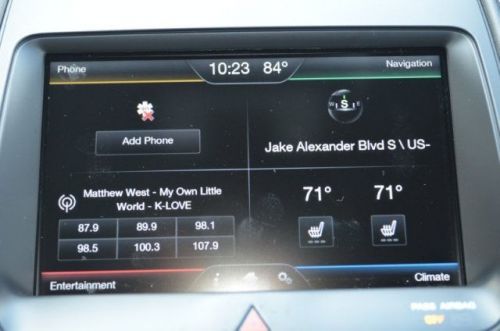 Phone
10:23 84°
Navigation
W S E
Add Phone
Jake Alexander Blvd S \ US-
Matthew West - My Own Little
World - K-LOVE
87.9 89.9 98.1
98.5 100.3 107.9
71° 71°
Entertainment
i
Climate
PASS AIRBAG
OFF